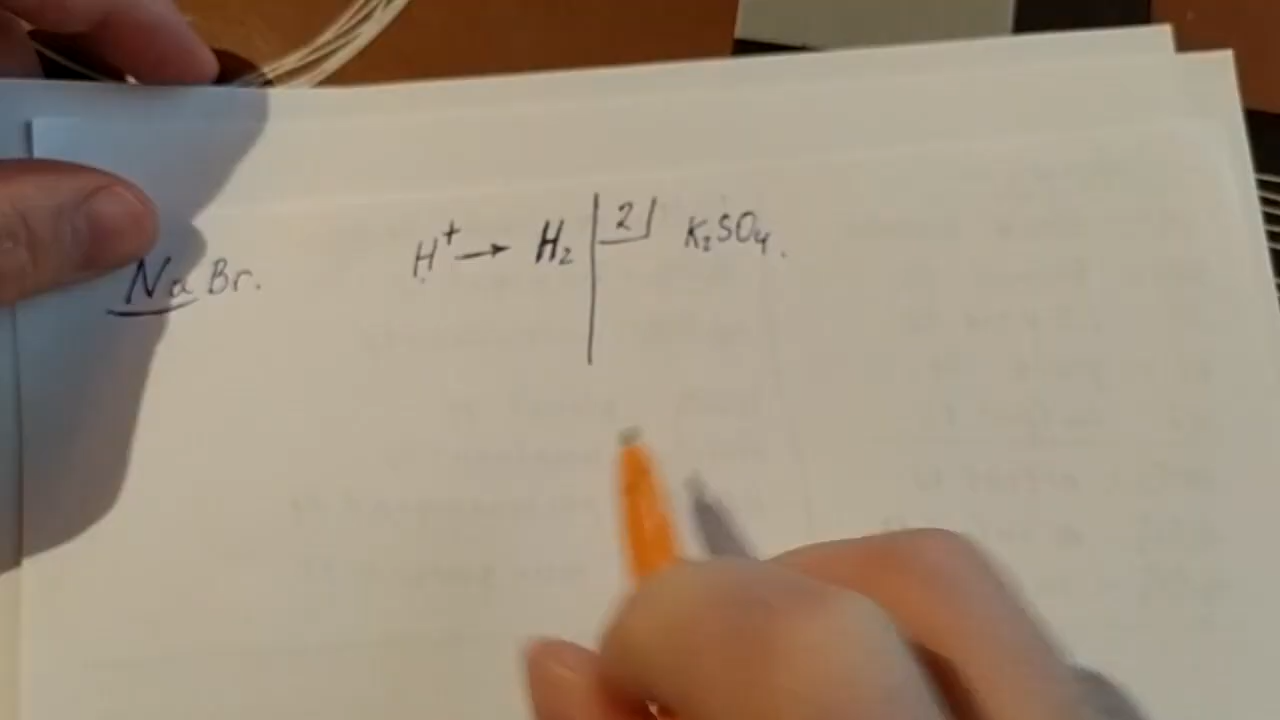 NaBr.
H⁺ → H₂
2) K₂SO₄.